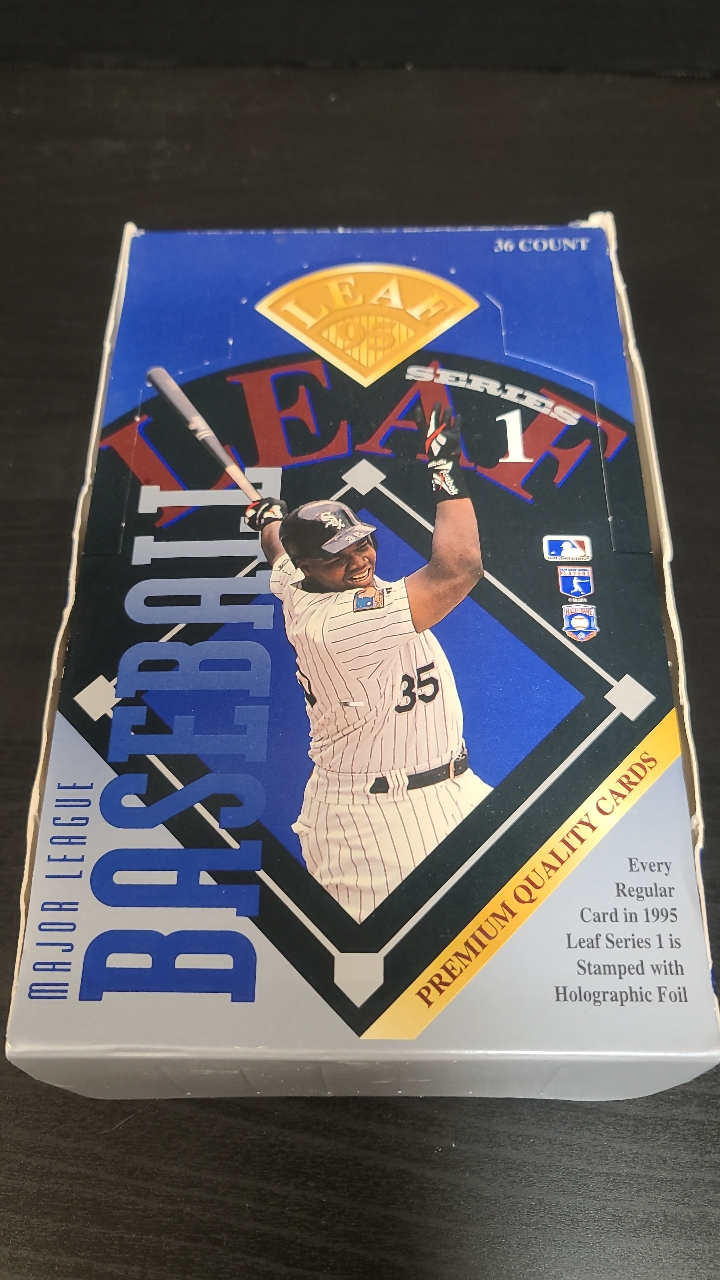 36 COUNT
LEAF
95
LEAF
SERIES
1
Sox
35
MAJOR LEAGUE
BASEBALL
PREMIUM QUALITY CARDS
Every
Regular
Card in 1995
Leaf Series 1 is
Stamped with
Holographic Foil